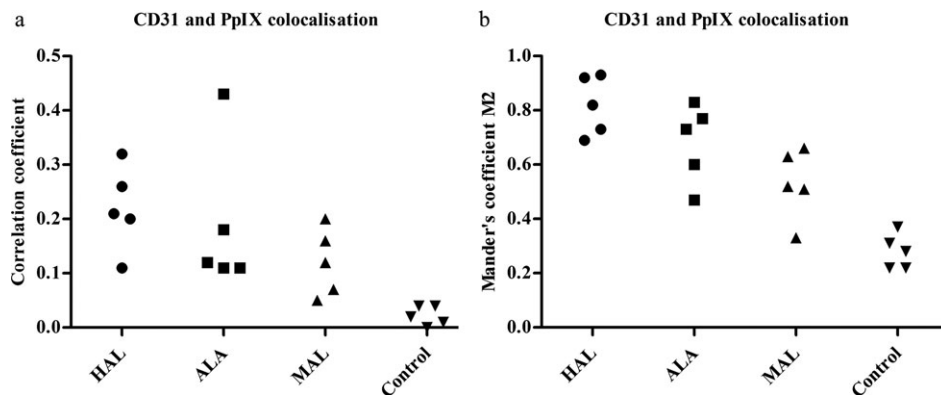 a
CD31 and PpIX colocalisation
Correlation coefficient
0.5
0.4
0.3
0.2
0.1
0.0
HAL
ALA
MAL
Control
b
CD31 and PpIX colocalisation
Mander's coefficient M2
1.0
0.8
0.6
0.4
0.2
0.0
HAL
ALA
MAL
Control